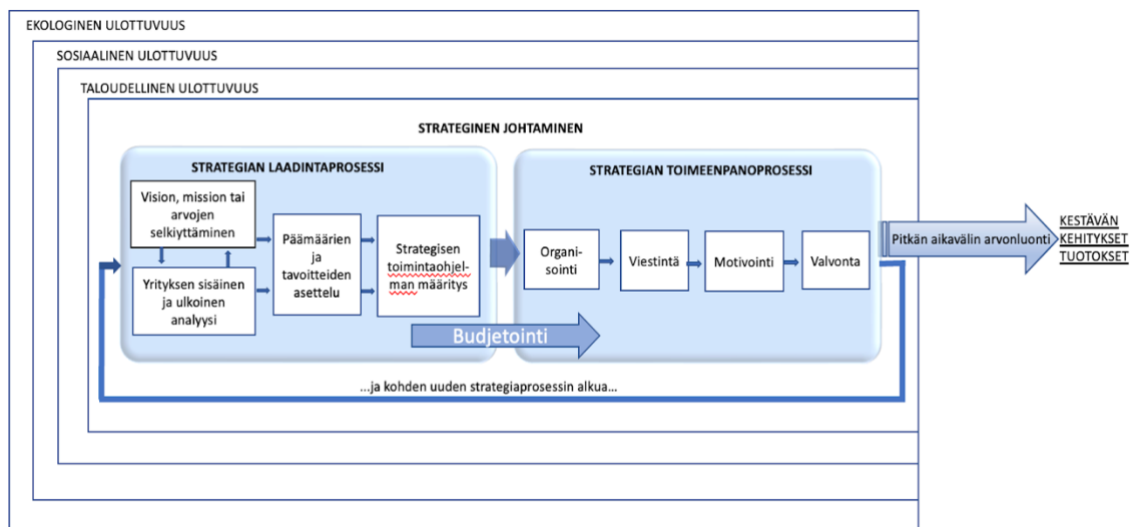 EKOLOGINEN ULOTTUVUUS
SOSIAALINEN ULOTTUVUUS
TALOUDELLINEN ULOTTUVUUS
STRATEGINEN JOHTAMINEN
STRATEGIAN LAADINTAPROSESSI
Vision, mission tai
arvojen
selkiyttäminen
Yrityksen sisäinen
ja ulkoinen
analyysi
Päämäärien
ja
tavoitteiden
asettelu
Strategisen
toimintaohjel-
man määritys
Budjetointi
STRATEGIAN TOIMEENPANOPROSESSI
Organi-
sointi
Viestintä
Motivointi
Valvonta
Pitkän aikavälin arvonluonti
KESTÄVÄN
KEHITYKSET
TUOTOKSET
...ja kohden uuden strategiaprosessin alkua...